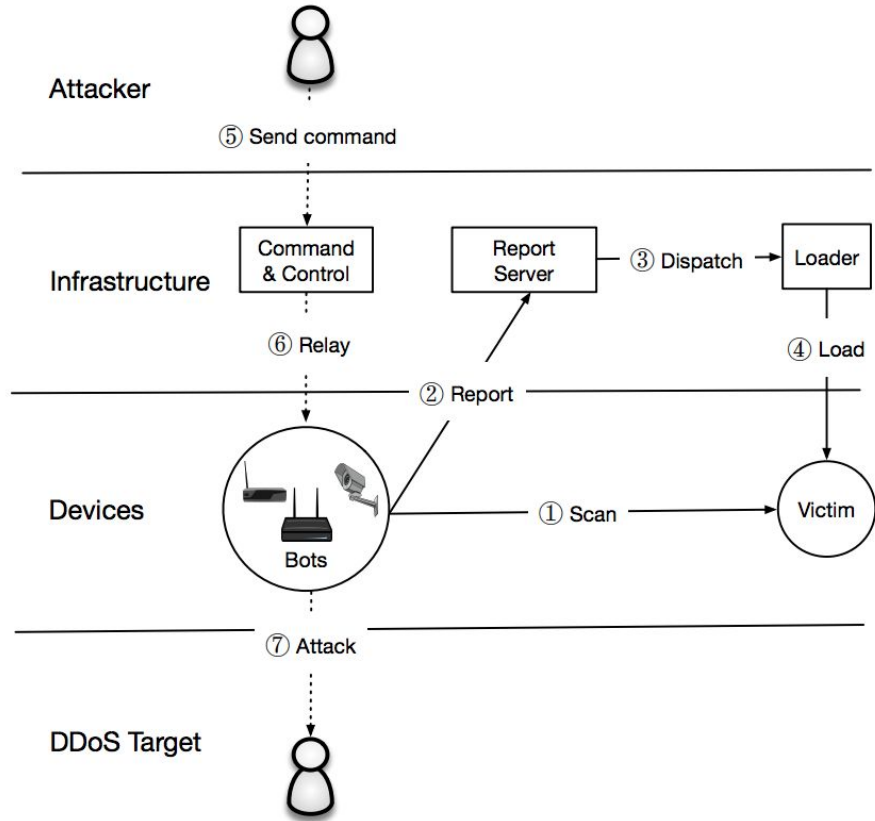 Attacker
⑤ Send command
Infrastructure
Command
& Control
Report
Server
③ Dispatch
Loader
⑥ Relay
④ Load
② Report
Devices
Bots
① Scan
Victim
⑦ Attack
DDoS Target